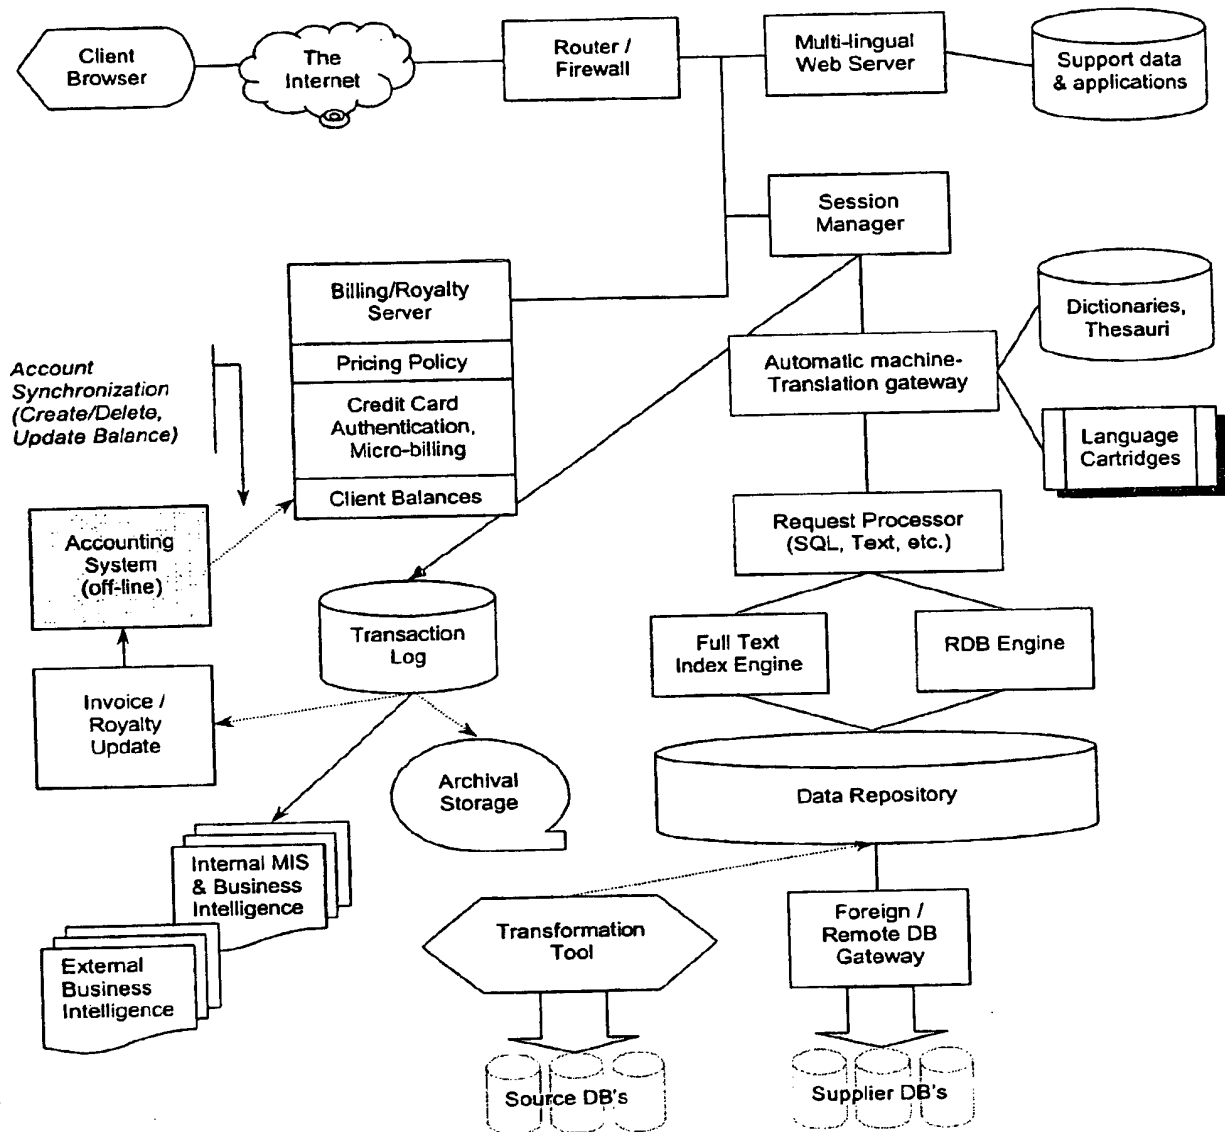 Client
Browser
The
Internet
Router /
Firewall
Multi-lingual
Web Server
Support data
& applications
Session
Manager
Billing/Royalty
Server
Pricing Policy
Credit Card
Authentication,
Micro-billing
Client Balances
Dictionaries,
Thesauri
Automatic machine-
Translation gateway
Language
Cartridges
Account
Synchronization
(Create/Delete,
Update Balance)
Accounting
System
(off-line)
Request Processor
(SQL, Text, etc.)
Transaction
Log
Full Text
Index Engine
RDB Engine
Invoice /
Royalty
Update
Archival
Storage
Data Repository
Internal MIS
& Business
Intelligence
External
Business
Intelligence
Transformation
Tool
Foreign /
Remote DB
Gateway
Source DB's
Supplier DB's